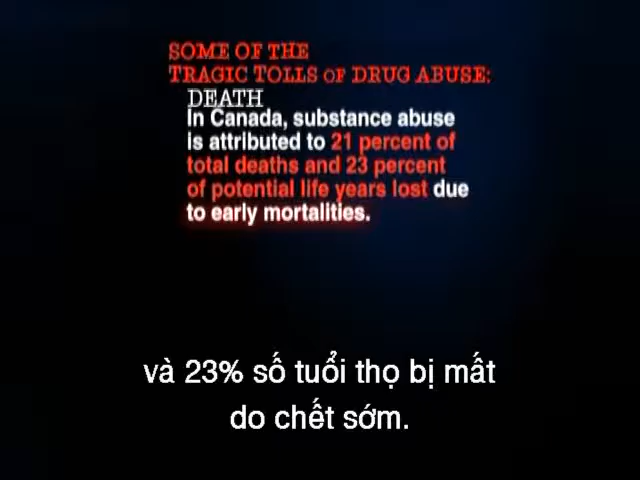 SOME OF THE
TRAGIC TOLLS OF DRUG ABUSE:
DEATH
In Canada, substance abuse
is attributed to 21 percent of
total deaths and 23 percent
of potential life years lost due
to early mortalities.
và 23% số tuổi thọ bị mất
do chết sớm.